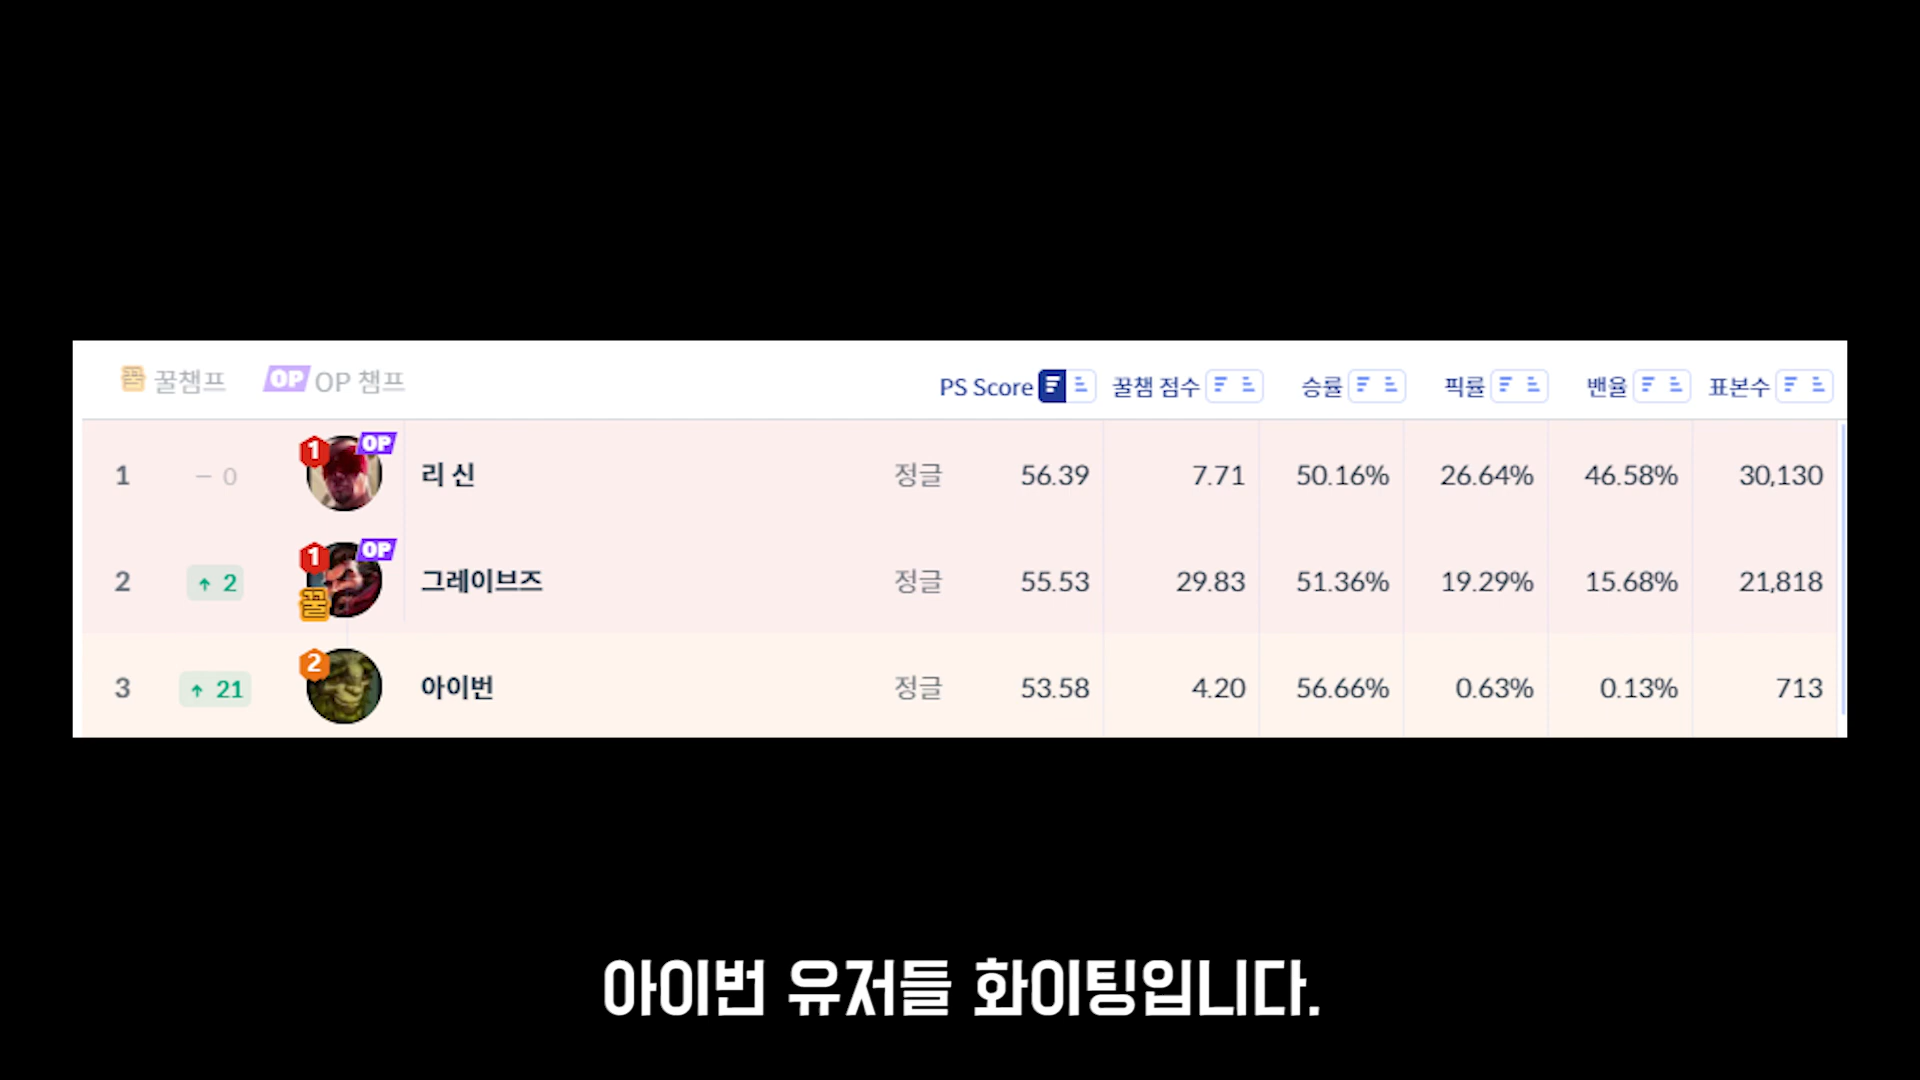 꿀 꿀챔프 OP OP 챔프 PS Score 꿀챔 점수 승률 픽률 밴율 표본수
1 – 0 1 OP 리 신 정글 56.39 7.71 50.16% 26.64% 46.58% 30,130
2 ↑ 2 1 OP 꿀 그레이브즈 정글 55.53 29.83 51.36% 19.29% 15.68% 21,818
3 ↑ 21 2 아이번 정글 53.58 4.20 56.66% 0.63% 0.13% 713
아이번 유저들 화이팅입니다.